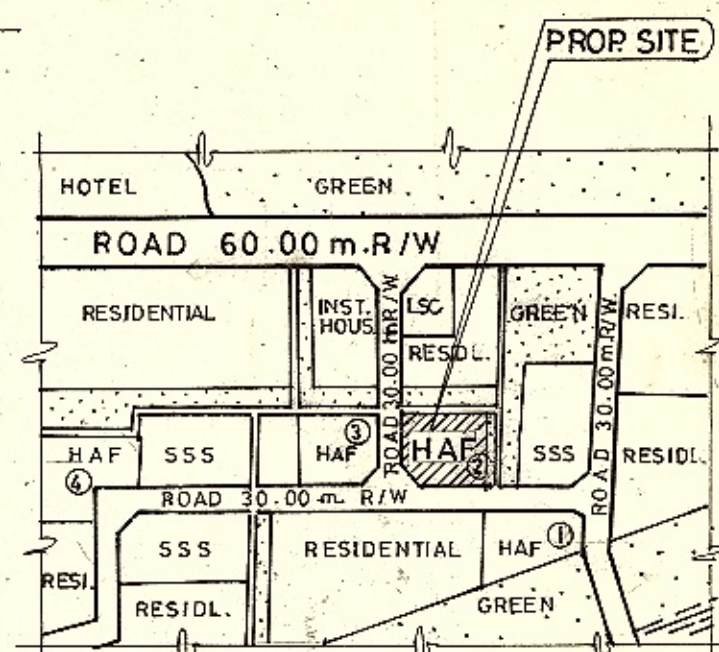 PROP. SITE
HOTEL
GREEN
ROAD 60.00 m.R/W
RESIDENTIAL
INST.
HOUS.
ROAD 30.00 m R/W
LSC
RESIDL.
GREEN
ROAD 30.00 m R/W.
RESI.
HAF
④
SSS
HAF
③
HAF
②
SSS
RESIDL.
ROAD 30.00 m R/W
SSS
RESIDENTIAL
HAF
①
RESI.
RESIDL.
GREEN